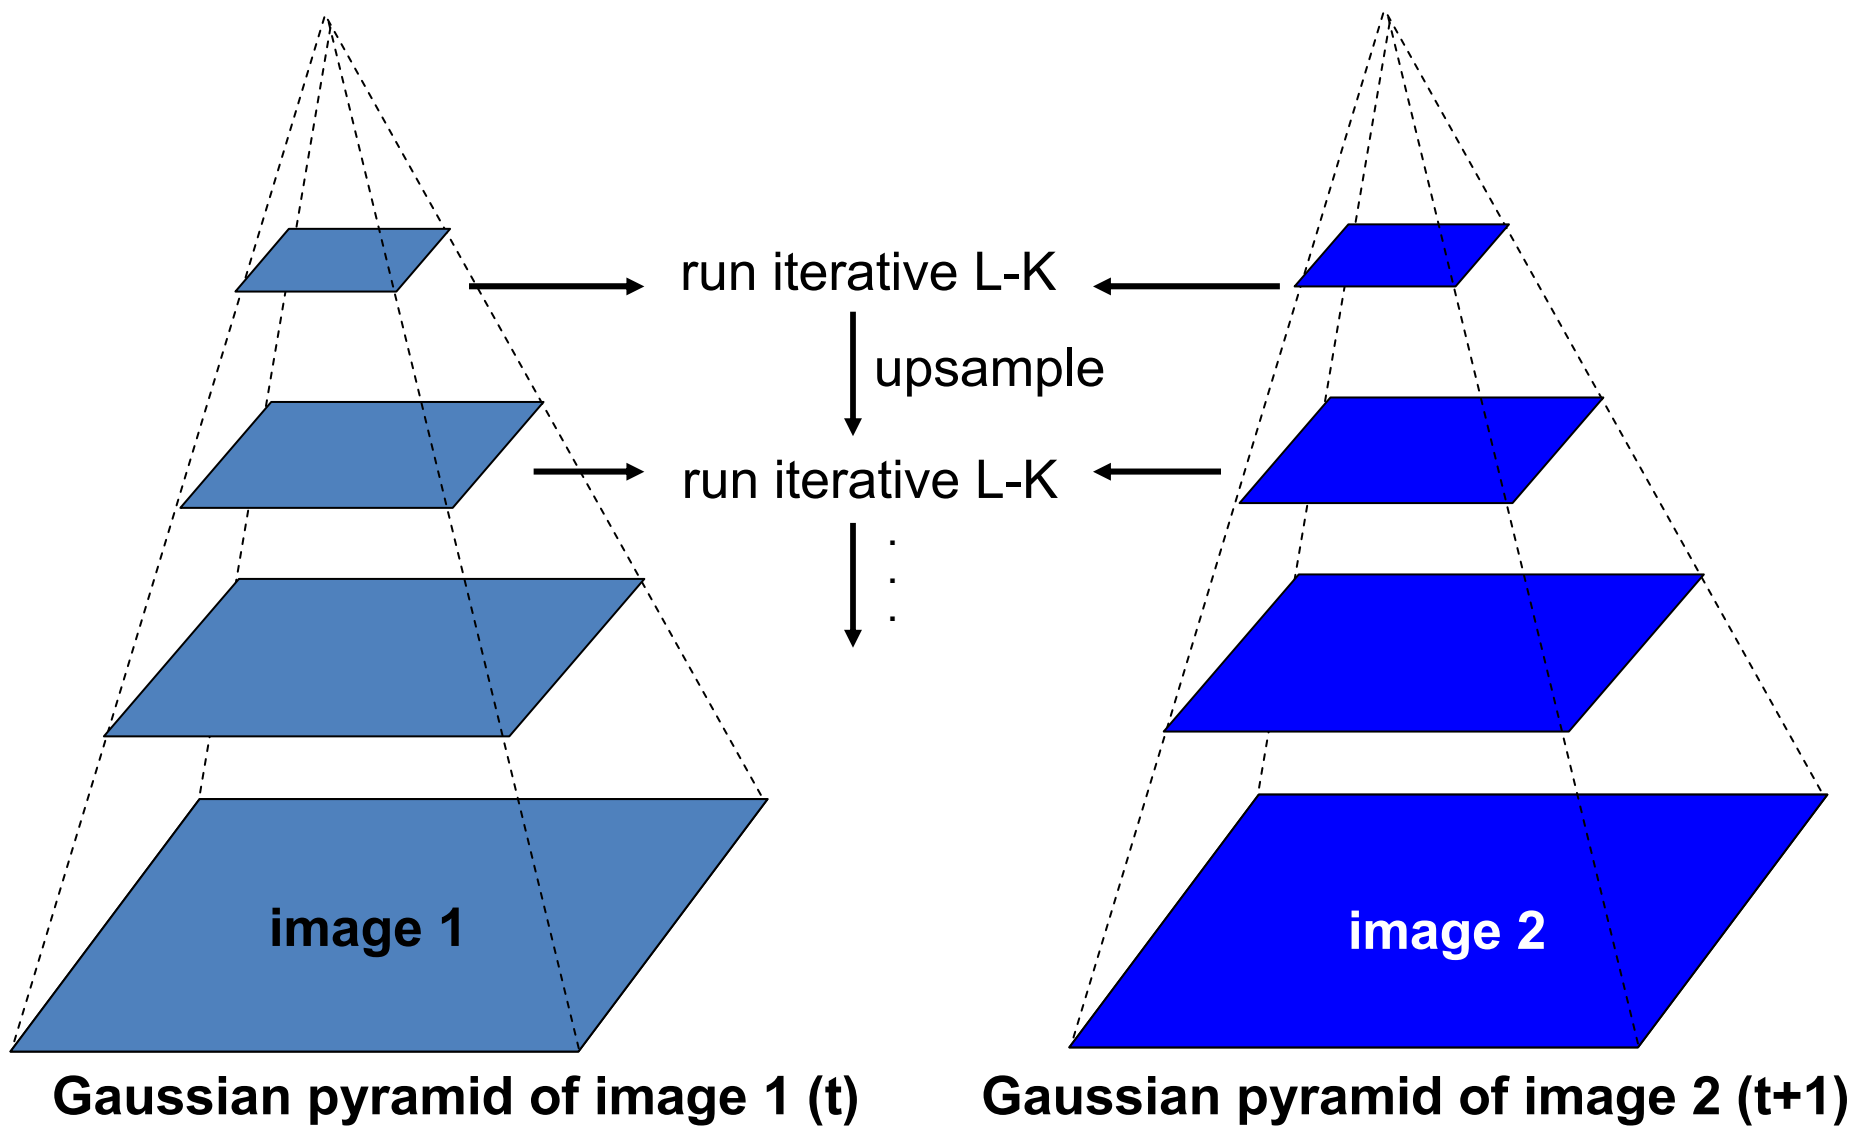 run iterative L-K
upsample
run iterative L-K
.
.
.
image 1
image 2
Gaussian pyramid of image 1 (t)
Gaussian pyramid of image 2 (t+1)